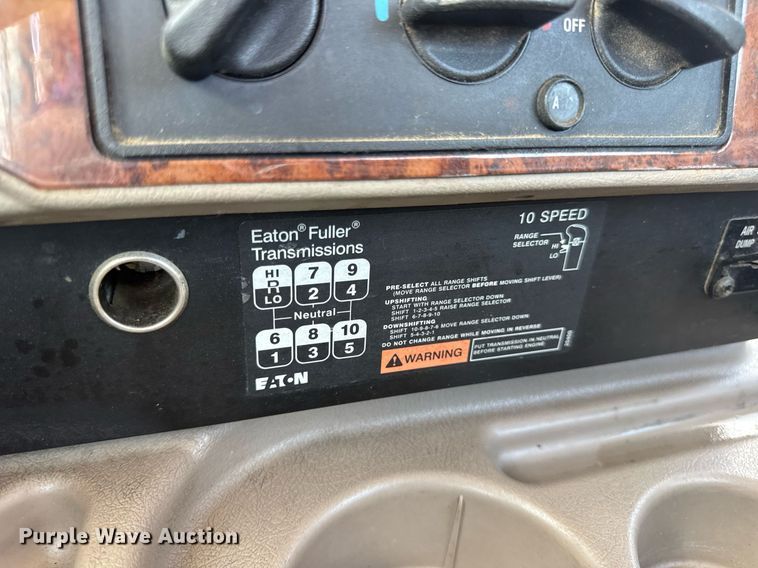 OFF
A
Eaton® Fuller®
Transmissions
10 SPEED
RANGE
SELECTOR
HI
LO
HI
R
LO
7
2
9
4
Neutral
6
1
8
3
10
5
EATON
PRE-SELECT ALL RANGE SHIFTS
(MOVE RANGE SELECTOR BEFORE MOVING SHIFT LEVER)
UPSHIFTING
START WITH RANGE SELECTOR DOWN
SHIFT 1-2-3-4-5 RAISE RANGE SELECTOR
SHIFT 6-7-8-9-10
DOWNSHIFTING
SHIFT 10-9-8-7-6 MOVE RANGE SELECTOR DOWN
SHIFT 5-4-3-2-1
DO NOT CHANGE RANGE WHILE MOVING IN REVERSE
WARNING
PUT TRANSMISSION IN NEUTRAL
BEFORE STARTING ENGINE
AIR
DUMP
Purple Wave Auction